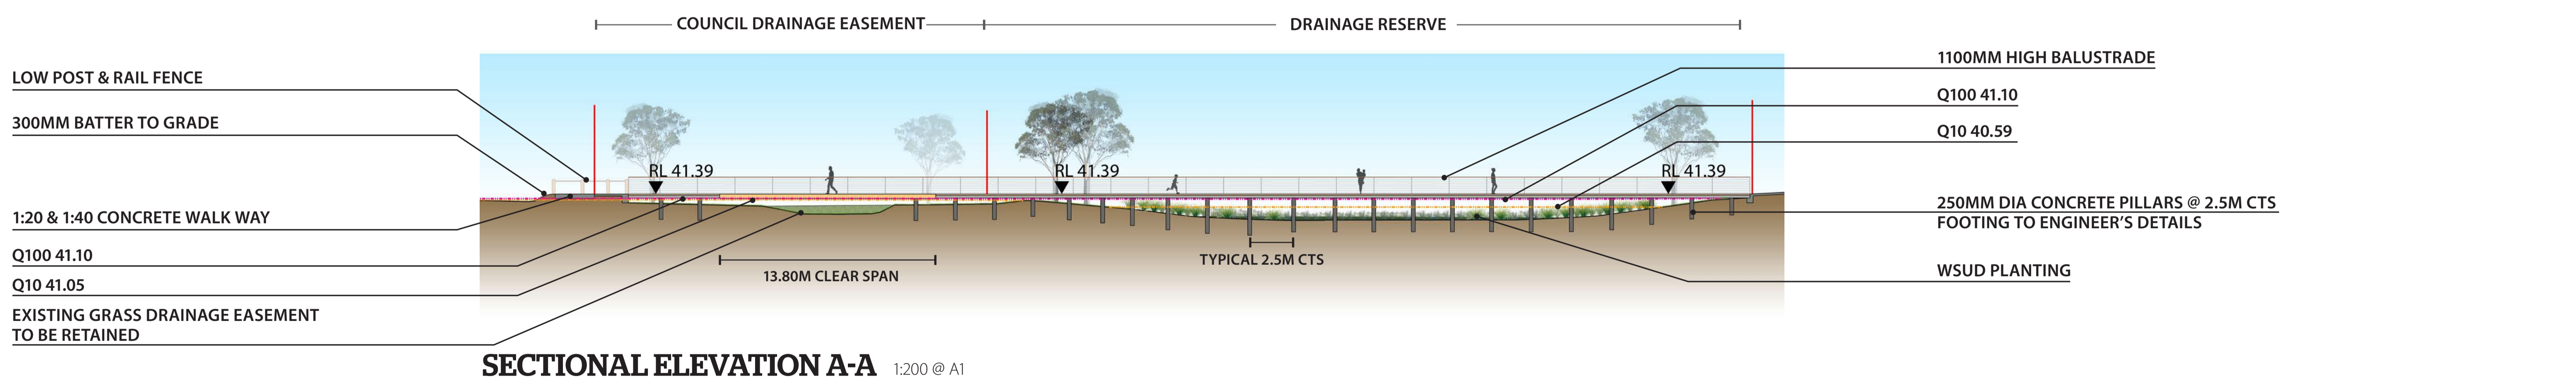 COUNCIL DRAINAGE EASEMENT
DRAINAGE RESERVE
LOW POST & RAIL FENCE
300MM BATTER TO GRADE
1:20 & 1:40 CONCRETE WALK WAY
Q100 41.10
Q10 41.05
EXISTING GRASS DRAINAGE EASEMENT
TO BE RETAINED
RL 41.39
RL 41.39
RL 41.39
13.80M CLEAR SPAN
TYPICAL 2.5M CTS
1100MM HIGH BALUSTRADE
Q100 41.10
Q10 40.59
250MM DIA CONCRETE PILLARS @ 2.5M CTS
FOOTING TO ENGINEER'S DETAILS
WSUD PLANTING
SECTIONAL ELEVATION A-A 1:200 @ A1